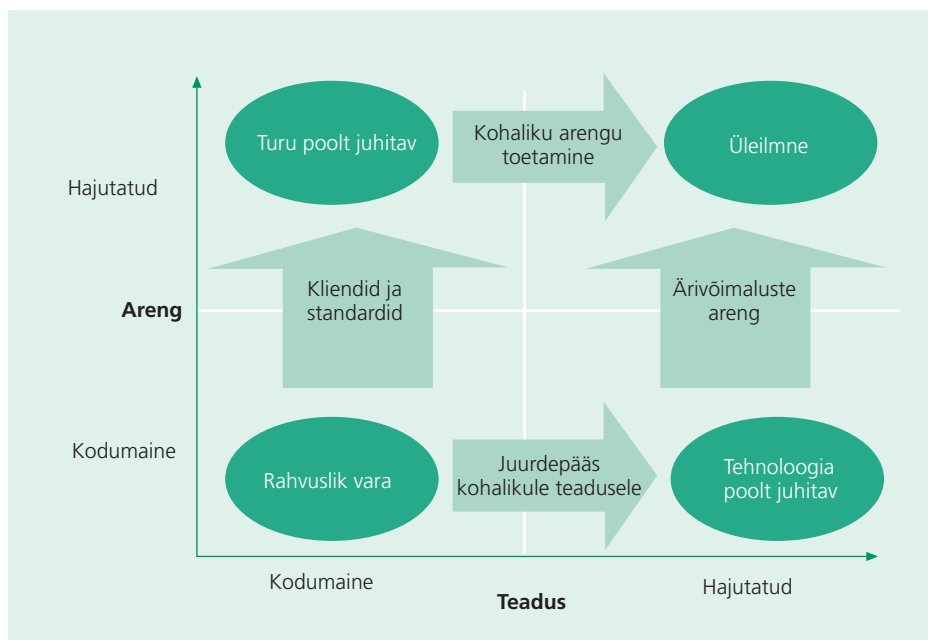 Turu poolt juhitav
Kohaliku arengu
toetamine
Üleilmne
Hajutatud
Kliendid ja
standardid
Ärivõimaluste
areng
Areng
Kodumaine
Rahvuslik vara
Juurdepääs
kohalikule teadusele
Tehnoloogia
poolt juhitav
Kodumaine
Teadus
Hajutatud